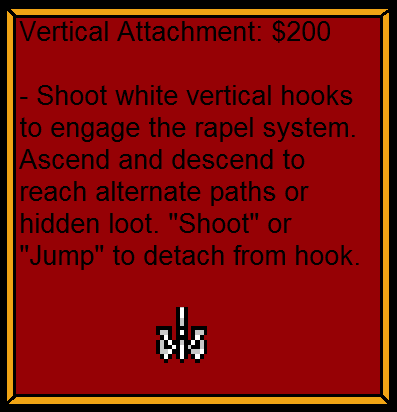 Vertical Attachment: $200
- Shoot white vertical hooks
to engage the rapel system.
Ascend and descend to
reach alternate paths or
hidden loot. "Shoot" or
"Jump" to detach from hook.